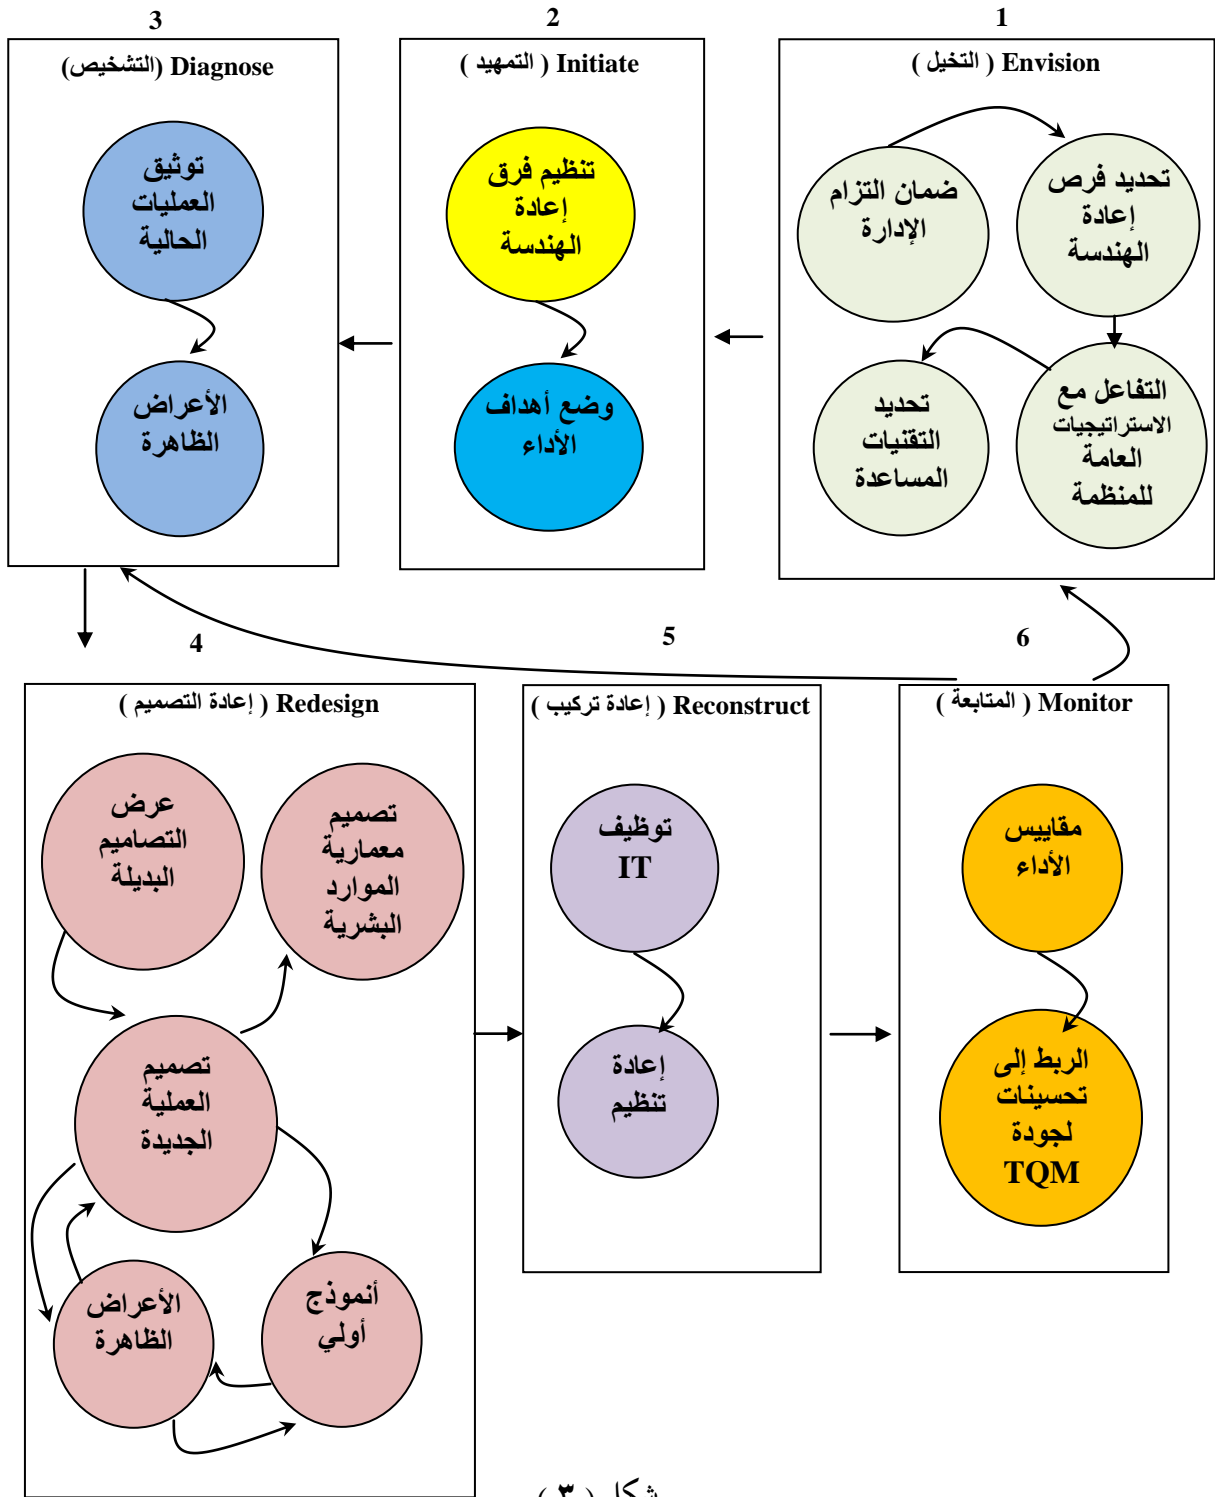 1
Envision ( التخيل )
ضمان التزام
الإدارة
تحديد فرص
إعادة
الهندسة
التفاعل مع
الاستراتيجيات
العامة
للمنظمة
تحديد
التقنيات
المساعدة
2
Initiate ( التمهيد )
تنظيم فرق
إعادة
الهندسة
وضع أهداف
الأداء
3
Diagnose (التشخيص)
توثيق
العمليات
الحالية
الأعراض
الظاهرة
4
Redesign ( إعادة التصميم )
عرض
التصاميم
البديلة
تصميم
معمارية
الموارد
البشرية
تصميم
العملية
الجديدة
الأعراض
الظاهرة
أنموذج
أولي
5
Reconstruct ( إعادة تركيب )
توظيف
IT
إعادة
تنظيم
6
Monitor ( المتابعة )
مقاييس
الأداء
الربط إلى
تحسينات
لجودة
TQM
شكل ( ٣ )